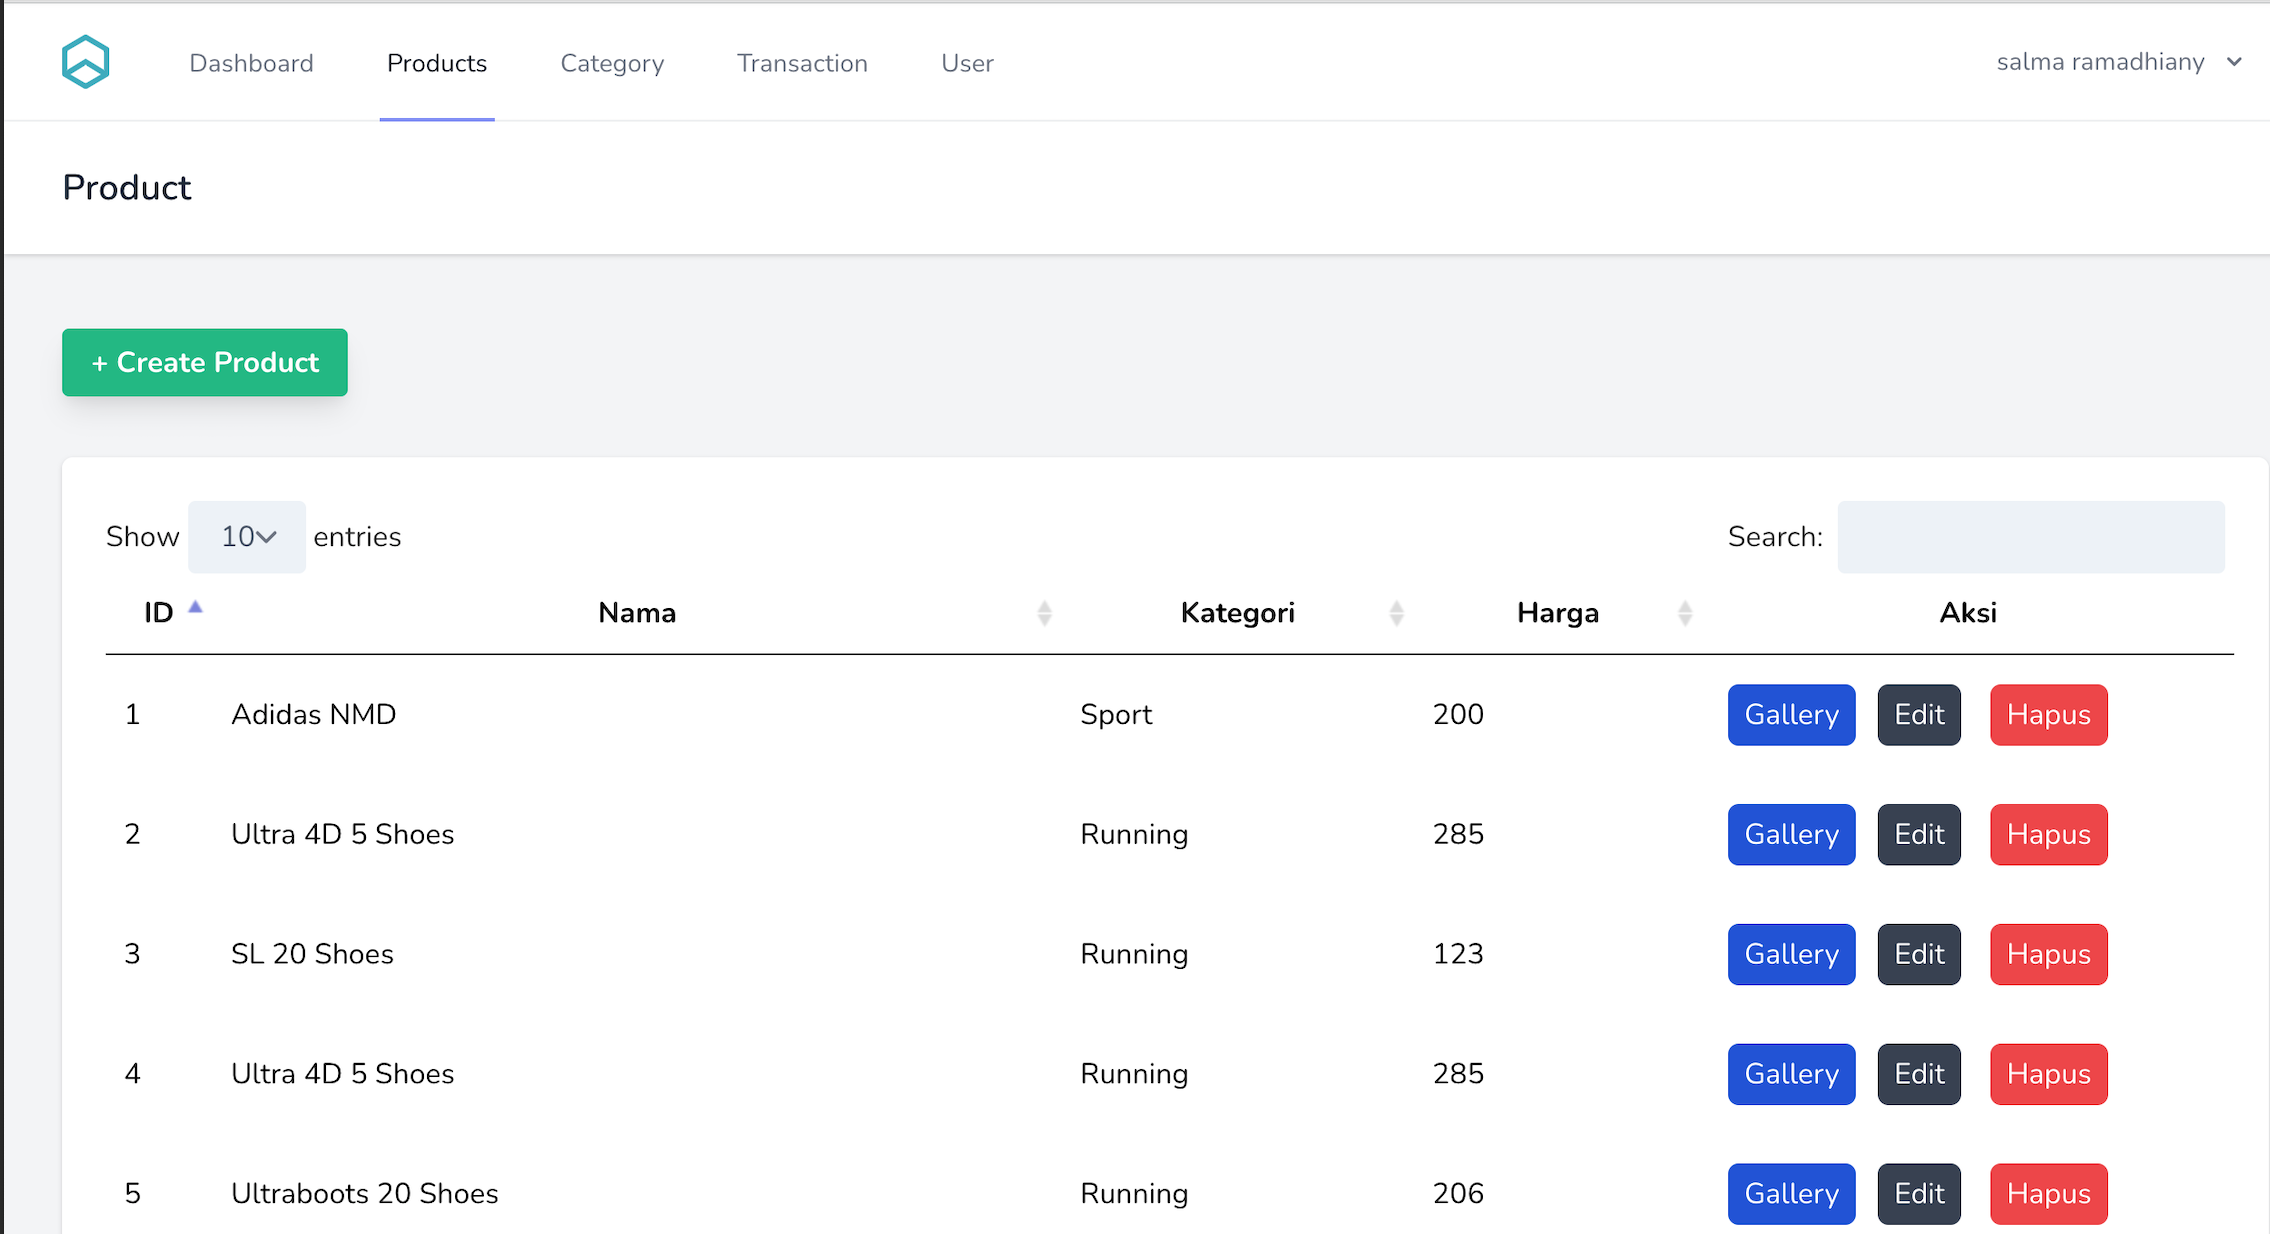 Dashboard Products Category Transaction User salma ramadhiany
Product
+ Create Product
Show 10 entries Search:
ID Nama Kategori Harga Aksi
1 Adidas NMD Sport 200 Gallery Edit Hapus
2 Ultra 4D 5 Shoes Running 285 Gallery Edit Hapus
3 SL 20 Shoes Running 123 Gallery Edit Hapus
4 Ultra 4D 5 Shoes Running 285 Gallery Edit Hapus
5 Ultraboots 20 Shoes Running 206 Gallery Edit Hapus